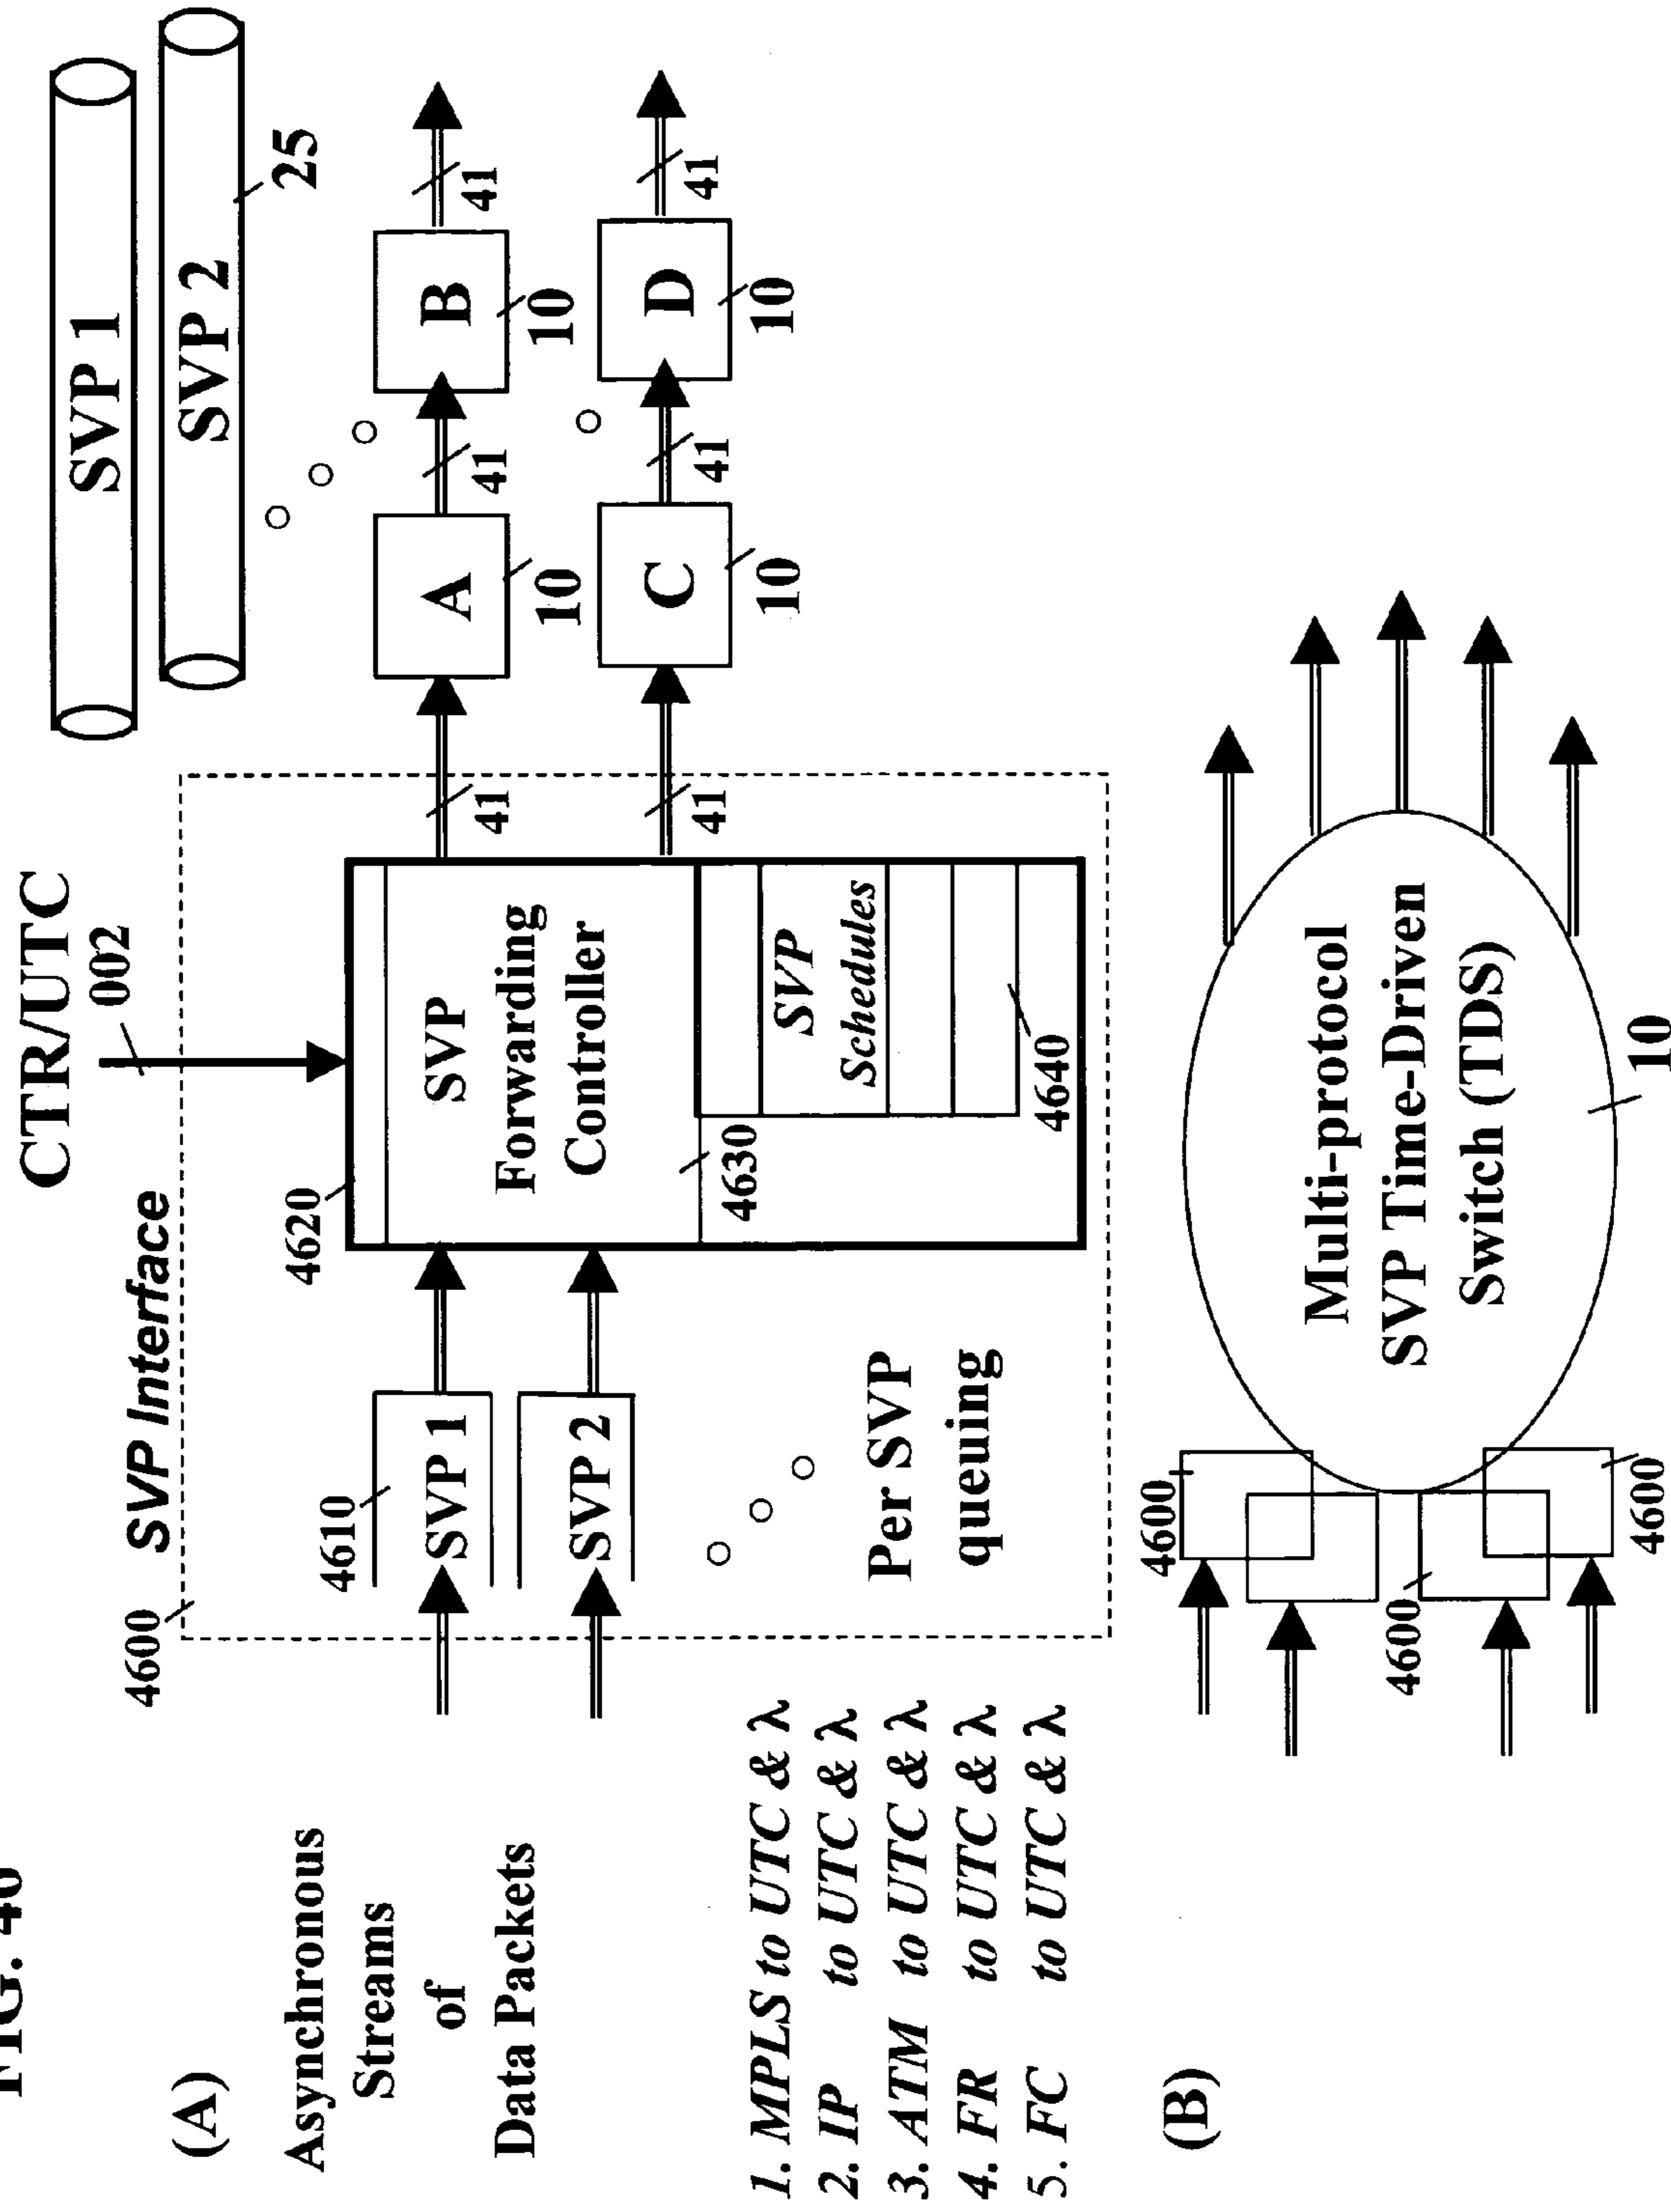 FIG. 46
(A)
CTR/UTC
002
SVP 1
SVP 2
25
4600
SVP Interface
Asynchronous
Streams
of
Data Packets
4610
SVP 1
SVP 2
Per SVP
queuing
4620
SVP
Forwarding
Controller
4630
SVP
Schedules
4640
41
41
A
10
41
B
10
41
C
10
41
D
10
41
1. MPLS to UTC & λ
2. IP to UTC & λ
3. ATM to UTC & λ
4. FR to UTC & λ
5. FC to UTC & λ
(B)
4600
4600
4600
Multi-protocol
SVP Time-Driven
Switch (TDS)
10